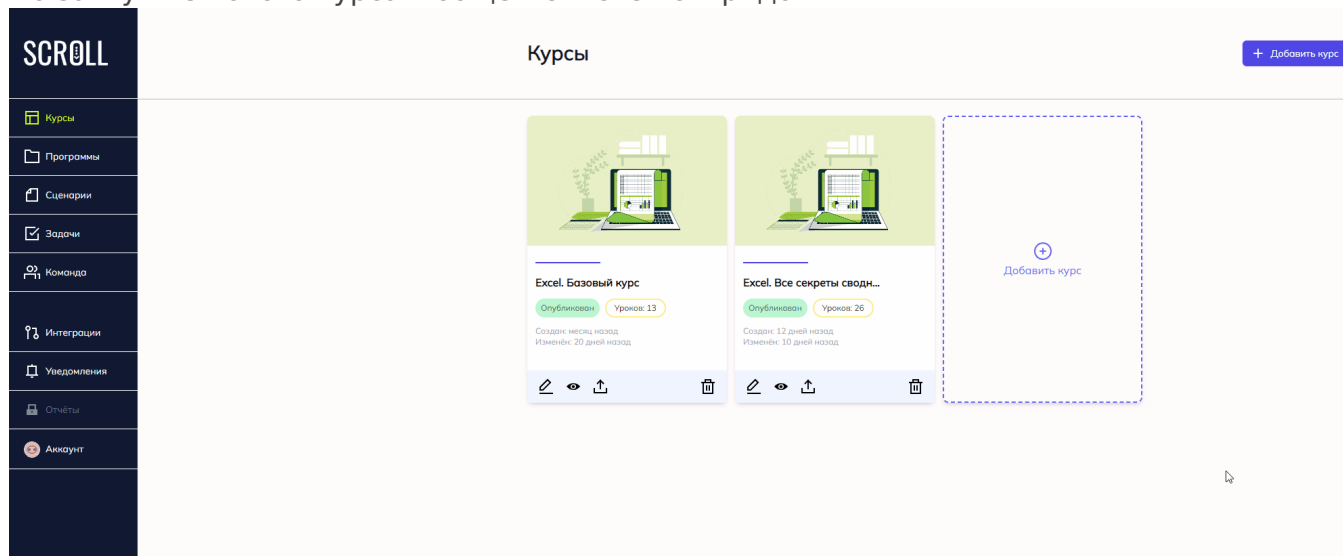 SCROLL
Курсы
+ Добавить курс
Курсы
Программы
Сценарии
Задачи
Команда
Интеграции
Уведомления
Отчёты
Аккаунт
Excel. Базовый курс
Опубликован Уроков: 13
Создан: месяц назад
Изменён: 20 дней назад
Excel. Все секреты сводн...
Опубликован Уроков: 26
Создан: 12 дней назад
Изменён: 10 дней назад
Добавить курс